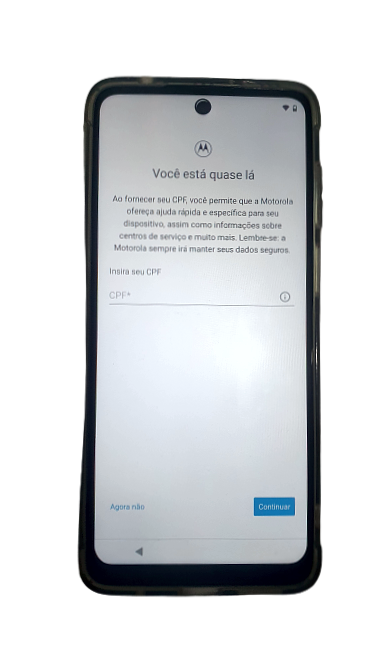 Você está quase lá
Ao fornecer seu CPF, você permite que a Motorola
ofereça ajuda rápida e específica para seu
dispositivo, assim como informações sobre
centros de serviço e muito mais. Lembre-se: a
Motorola sempre irá manter seus dados seguros.
Insira seu CPF
CPF*
Agora não
Continuar